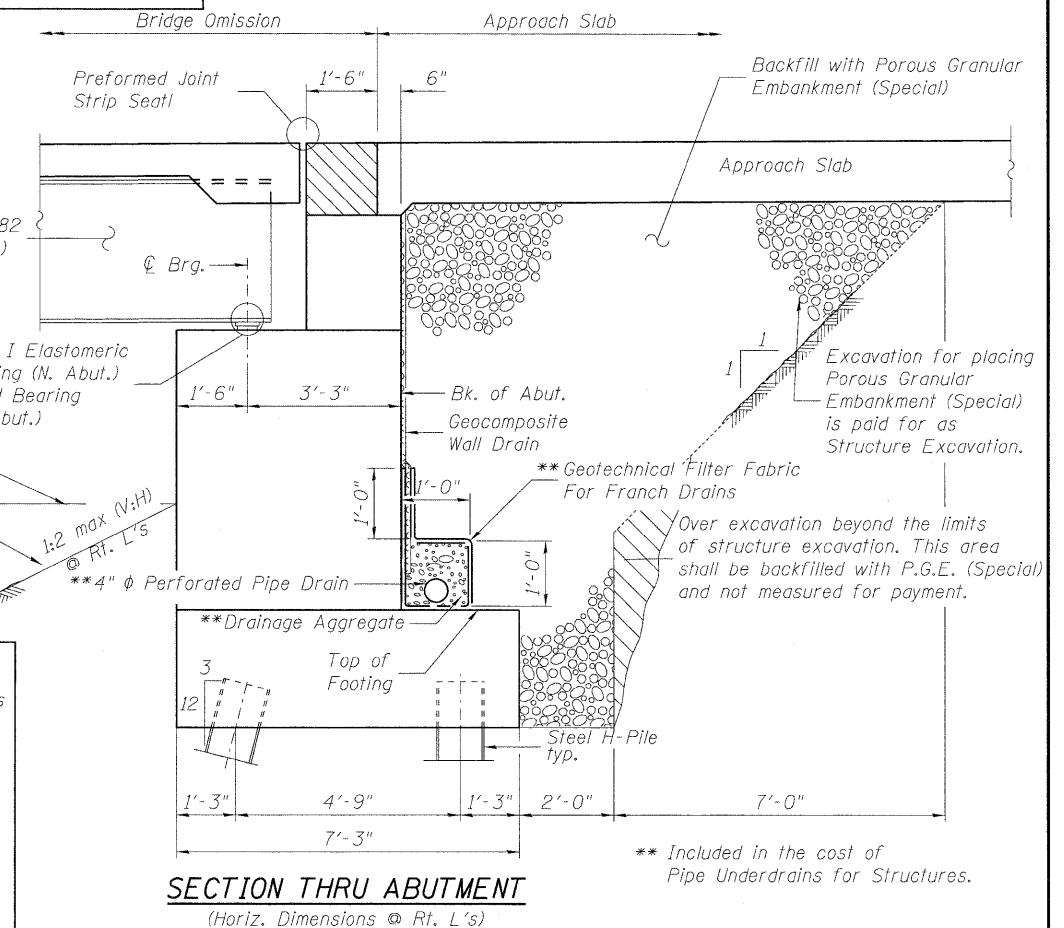 Bridge Omission
Approach Slab
Preformed Joint
Strip Seatl
1'-6"
6"
Backfill with Porous Granular
Embankment (Special)
Approach Slab
82
)
℄ Brg.
I Elastomeric
ing (N. Abut.)
d Bearing
but.)
1'-6"
3'-3"
Bk. of Abut.
Geocomposite
Wall Drain
1
1
Excavation for placing
Porous Granular
Embankment (Special)
is paid for as
Structure Excavation.
1'-0"
1'-0"
** Geotechnical Filter Fabric
For Franch Drains
1:2 max (V:H)
@ Rt. L's
**4" ϕ Perforated Pipe Drain
1'-0"
Over excavation beyond the limits
of structure excavation. This area
shall be backfilled with P.G.E. (Special)
and not measured for payment.
**Drainage Aggregate
Top of
Footing
3
12
s
Steel H-Pile
typ.
1'-3"
4'-9"
1'-3"
2'-0"
7'-0"
7'-3"
** Included in the cost of
Pipe Underdrains for Structures.
SECTION THRU ABUTMENT
(Horiz. Dimensions @ Rt. L's)